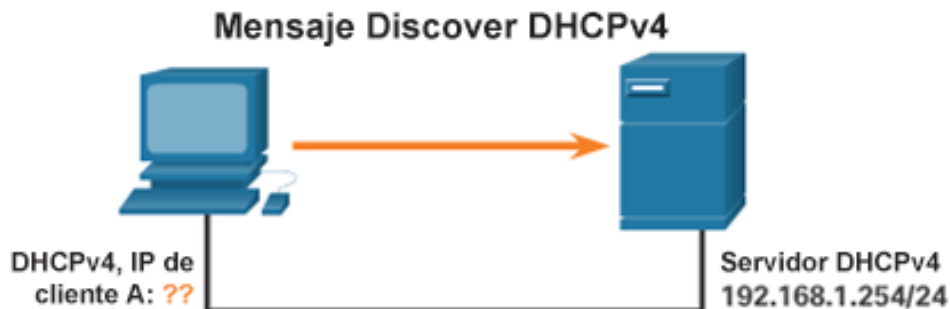 Mensaje Discover DHCPv4
DHCPv4, IP de
cliente A: ??
Servidor DHCPv4
192.168.1.254/24